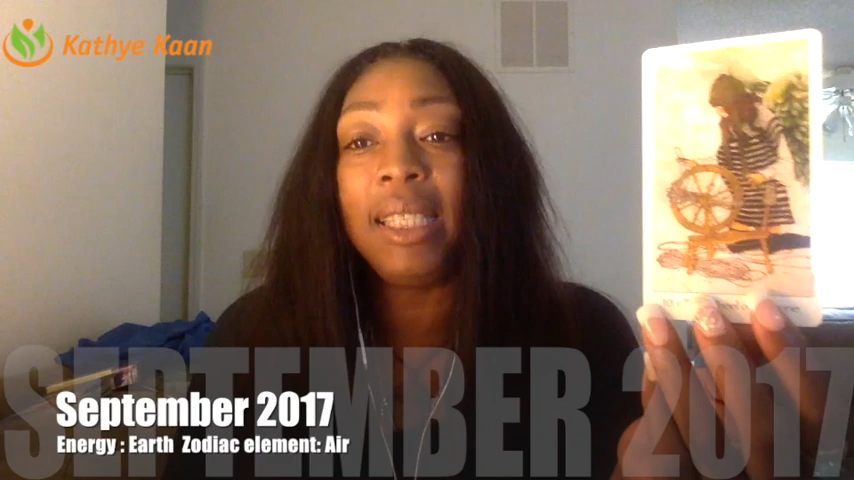 Kathye Kaan
SEPTEMBER 2017
September 2017
Energy : Earth Zodiac element: Air